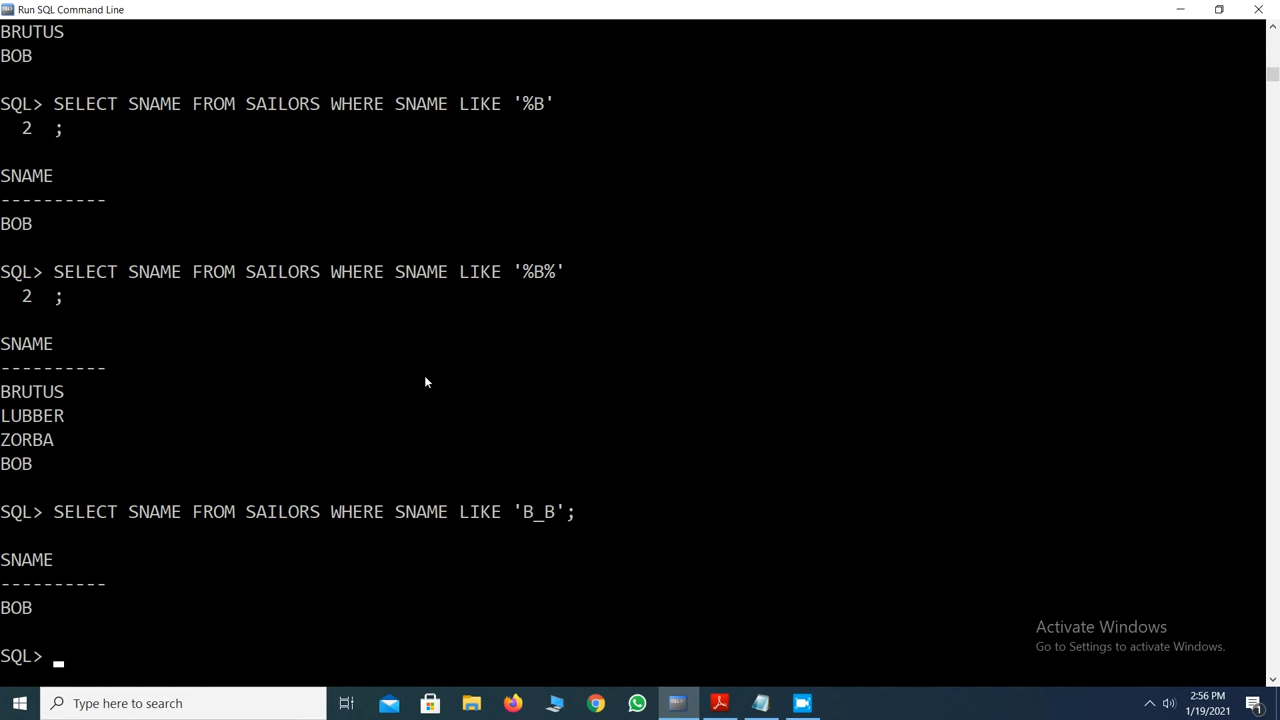 Run SQL Command Line
BRUTUS
BOB
SQL> SELECT SNAME FROM SAILORS WHERE SNAME LIKE '%B'
  2  ;
SNAME
----------
BOB
SQL> SELECT SNAME FROM SAILORS WHERE SNAME LIKE '%B%'
  2  ;
SNAME
----------
BRUTUS
LUBBER
ZORBA
BOB
SQL> SELECT SNAME FROM SAILORS WHERE SNAME LIKE 'B_B';
SNAME
----------
BOB
SQL>
Activate Windows
Go to Settings to activate Windows.
Type here to search
2:56 PM
1/19/2021
1